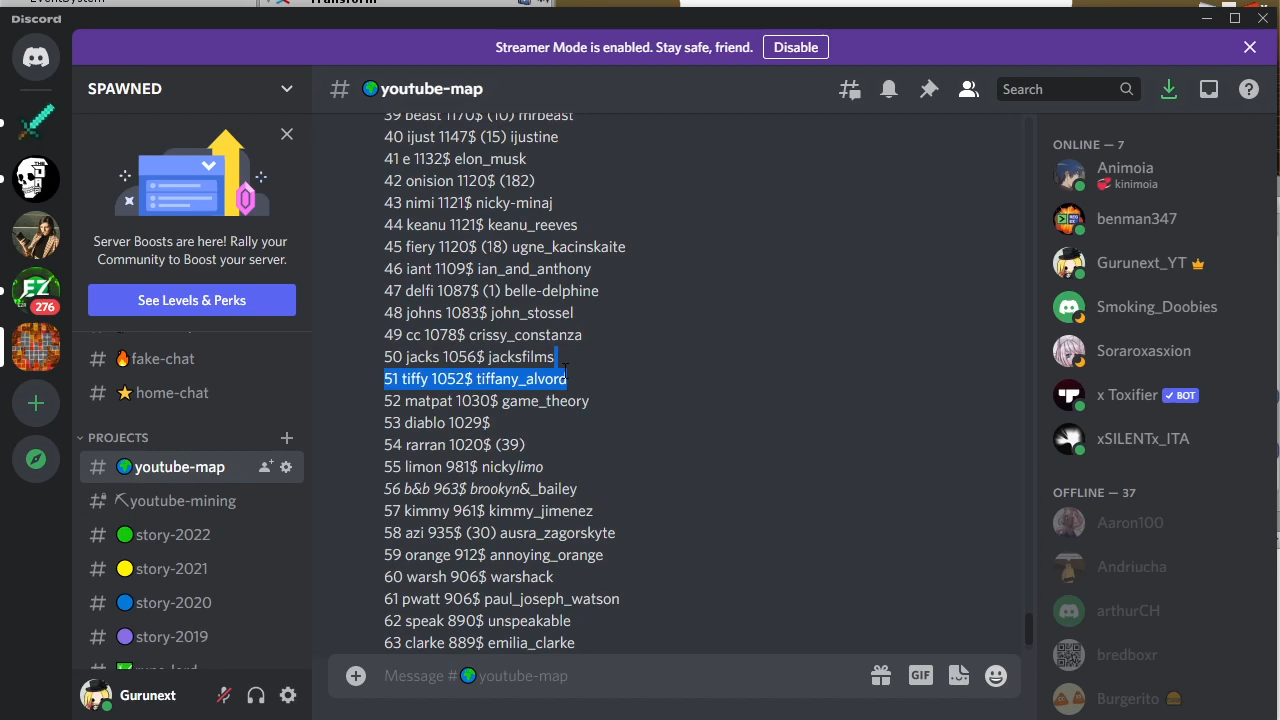 Transform
Discord
Streamer Mode is enabled. Stay safe, friend.
Disable
SPAWNED
youtube-map
Search
Server Boosts are here! Rally your
Community to Boost your server.
See Levels & Perks
276
fake-chat
home-chat
PROJECTS
youtube-map
youtube-mining
story-2022
story-2021
story-2020
story-2019
Gurunext
39 beast 1170$ (10) mrbeast
40 ijust 1147$ (15) ijustine
41 e 1132$ elon_musk
42 onision 1120$ (182)
43 nimi 1121$ nicky-minaj
44 keanu 1121$ keanu_reeves
45 fiery 1120$ (18) ugne_kacinskaite
46 iant 1109$ ian_and_anthony
47 delfi 1087$ (1) belle-delphine
48 johns 1083$ john_stossel
49 cc 1078$ crissy_constanza
50 jacks 1056$ jacksfilms
51 tiffy 1052$ tiffany_alvord
52 matpat 1030$ game_theory
53 diablo 1029$
54 rarran 1020$ (39)
55 limon 981$ nickylimo
56 b&b 963$ brookyn&_bailey
57 kimmy 961$ kimmy_jimenez
58 azi 935$ (30) ausra_zagorskyte
59 orange 912$ annoying_orange
60 warsh 906$ warshack
61 pwatt 906$ paul_joseph_watson
62 speak 890$ unspeakable
63 clarke 889$ emilia_clarke
Message #youtube-map
GIF
ONLINE — 7
Animoia
kinimoia
benman347
Gurunext_YT
Smoking_Doobies
Soraroxasxion
x Toxifier BOT
xSILENTx_ITA
OFFLINE — 37
Aaron100
Andriucha
arthurCH
bredboxr
Burgerito